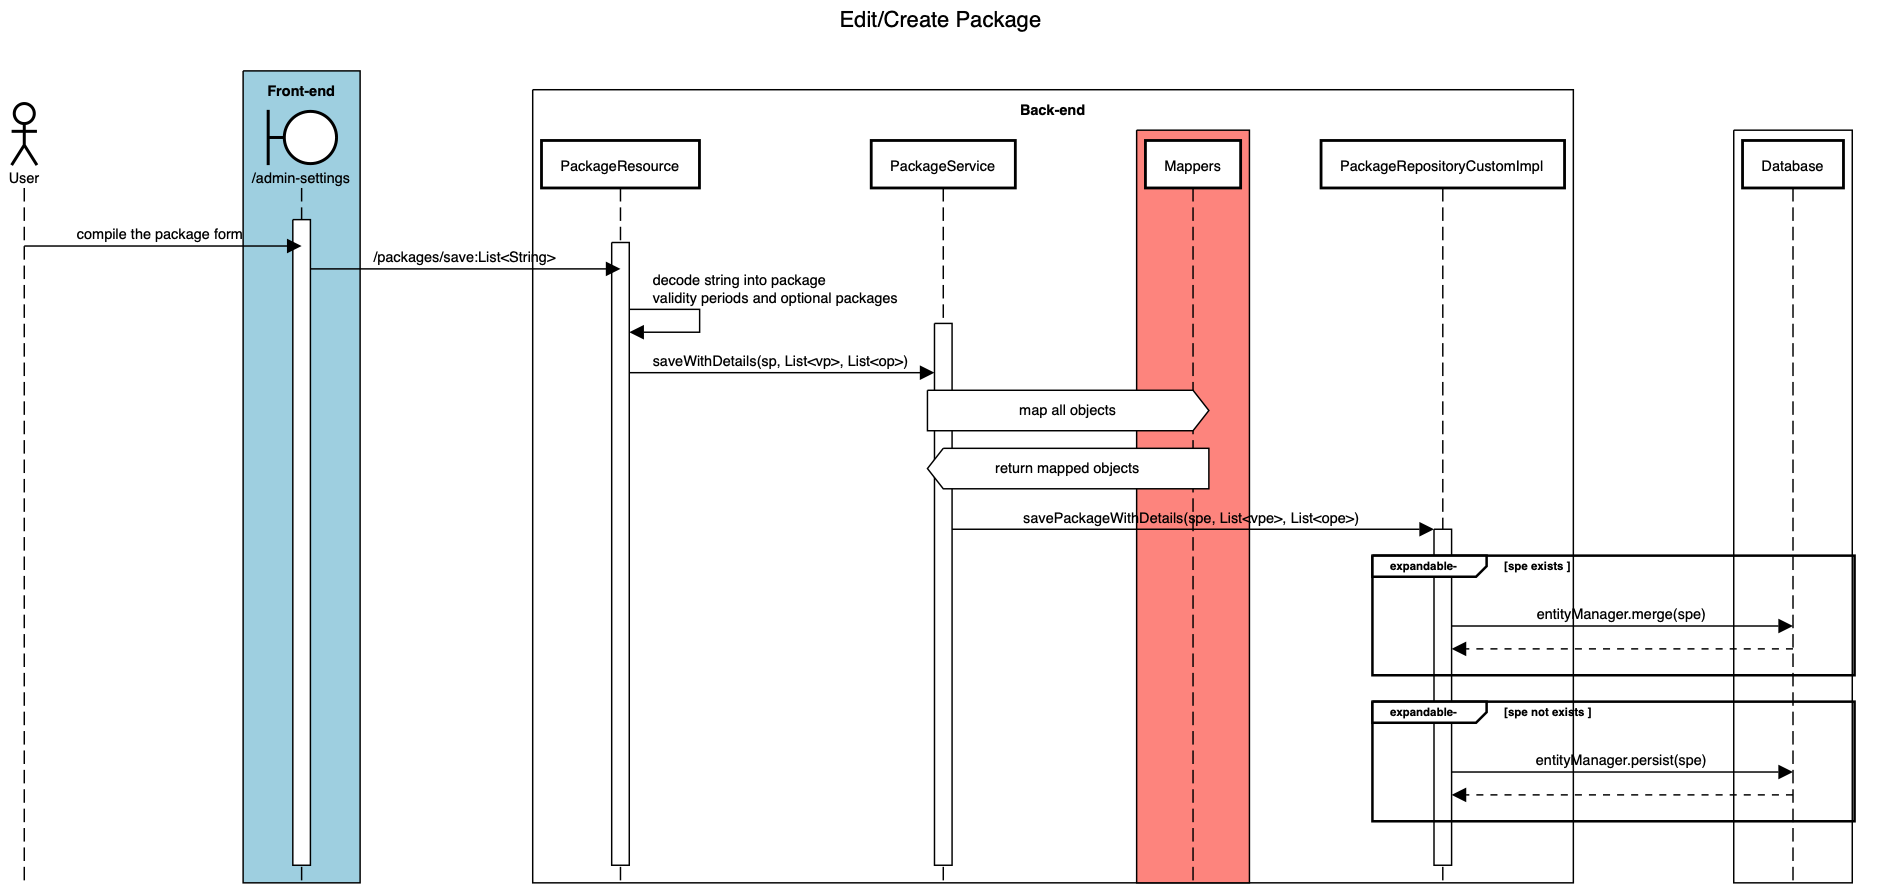 Edit/Create Package
Front-end
Back-end
User
/admin-settings
PackageResource
PackageService
Mappers
PackageRepositoryCustomImpl
Database
compile the package form
/packages/save:List<String>
decode string into package
validity periods and optional packages
saveWithDetails(sp, List<vp>, List<op>)
map all objects
return mapped objects
savePackageWithDetails(spe, List<vpe>, List<ope>)
expandable- [spe exists ]
entityManager.merge(spe)
expandable- [spe not exists ]
entityManager.persist(spe)